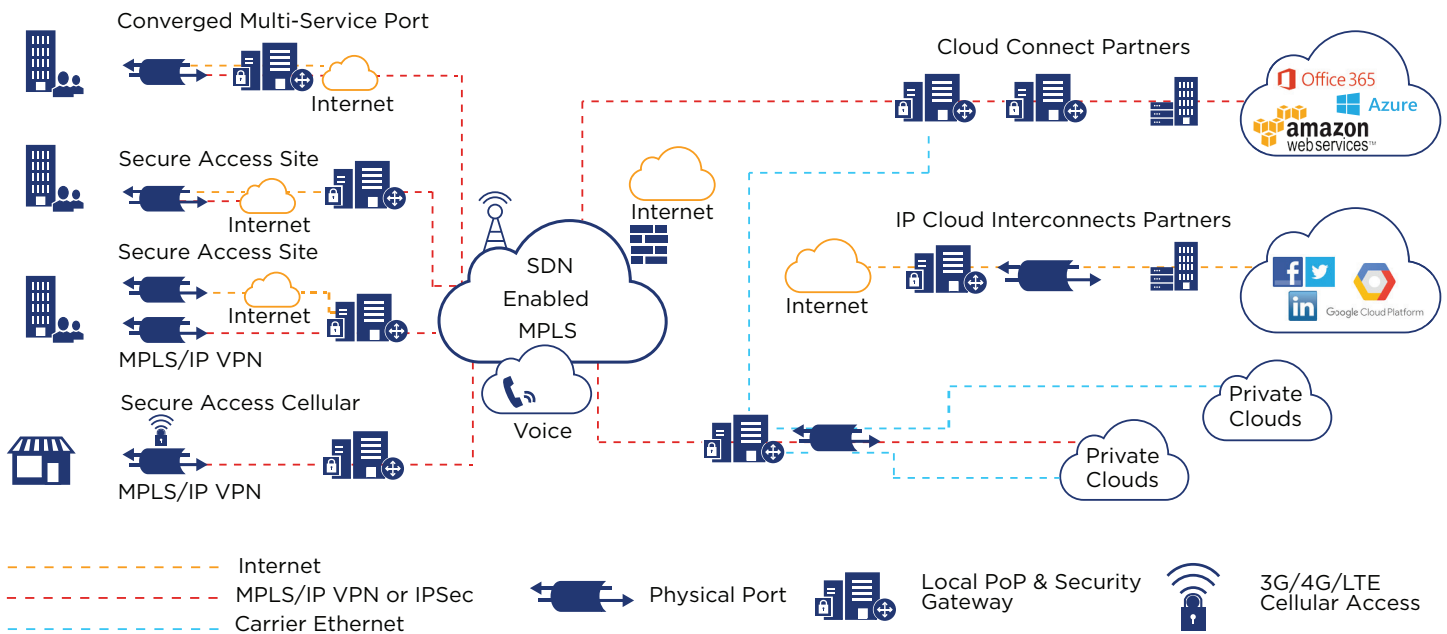 Converged Multi-Service Port
Internet
Secure Access Site
Internet
Secure Access Site
Internet
MPLS/IP VPN
Secure Access Cellular
MPLS/IP VPN
SDN
Enabled
MPLS
Voice
Internet
Cloud Connect Partners
Office 365
Azure
amazon
web services™
IP Cloud Interconnects Partners
Internet
f
in
Google Cloud Platform
Private
Clouds
Private
Clouds
Internet
MPLS/IP VPN or IPSec
Carrier Ethernet
Physical Port
Local PoP & Security
Gateway
3G/4G/LTE
Cellular Access